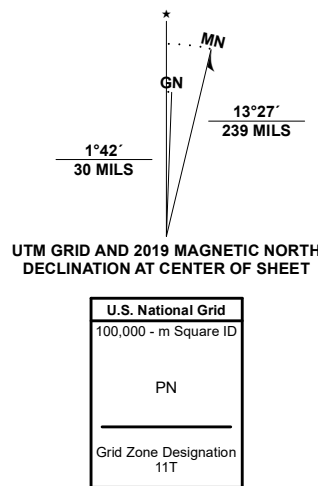 ★
MN
GN
13°27´
239 MILS
1°42´
30 MILS
UTM GRID AND 2019 MAGNETIC NORTH
DECLINATION AT CENTER OF SHEET
U.S. National Grid
100,000 - m Square ID
PN
Grid Zone Designation
11T